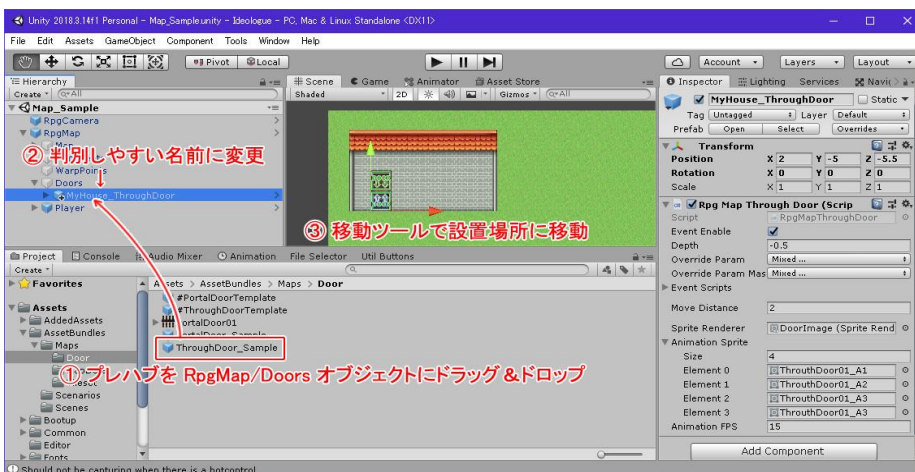 Unity 2018.3.14f1 Personal - Map_Sample.unity - Ideologue - PC, Mac & Linux Standalone <DX11>
File Edit Assets GameObject Component Tools Window Help
Pivot Local Account Layers Layout
Hierarchy
Create All
Map_Sample
RpgCamera
RpgMap
② 判別しやすい名前に変更
WarpPoints
Doors
MyHouse_ThroughDoor
Player
Scene Game Animator Asset Store
Shaded 2D Gizmos All
③ 移動ツールで設置場所に移動
Project Console Audio Mixer Animation File Selector Util Buttons
Create
Favorites
Assets
AddedAssets
AssetBundles
Maps
Door
Scenarios
Scenes
Bootup
Common
Editor
Fonts
Assets > AssetBundles > Maps > Door
#PortalDoorTemplate
#ThroughDoorTemplate
PortalDoor01
PortalDoor_Sample
ThroughDoor_Sample
① プレハブを RpgMap/Doors オブジェクトにドラッグ&ドロップ
Inspector Lighting Services Navi
MyHouse_ThroughDoor Static
Tag Untagged Layer Default
Prefab Open Select Overrides
Transform
Position X 2 Y -5 Z -5.5
Rotation X 0 Y 0 Z 0
Scale X 1 Y 1 Z 1
Rpg Map Through Door (Scrip
Script RpgMapThroughDoor
Event Enable
Depth -0.5
Override Param Mixed ...
Override Param Mas Mixed ...
Event Scripts
Move Distance 2
Sprite Renderer DoorImage (Sprite Rend
Animation Sprite
Size 4
Element 0 ThrouthDoor01_A1
Element 1 ThrouthDoor01_A2
Element 2 ThrouthDoor01_A3
Element 3 ThrouthDoor01_A3
Animation FPS 15
Add Component
Should not be capturing when there is a hotcontrol